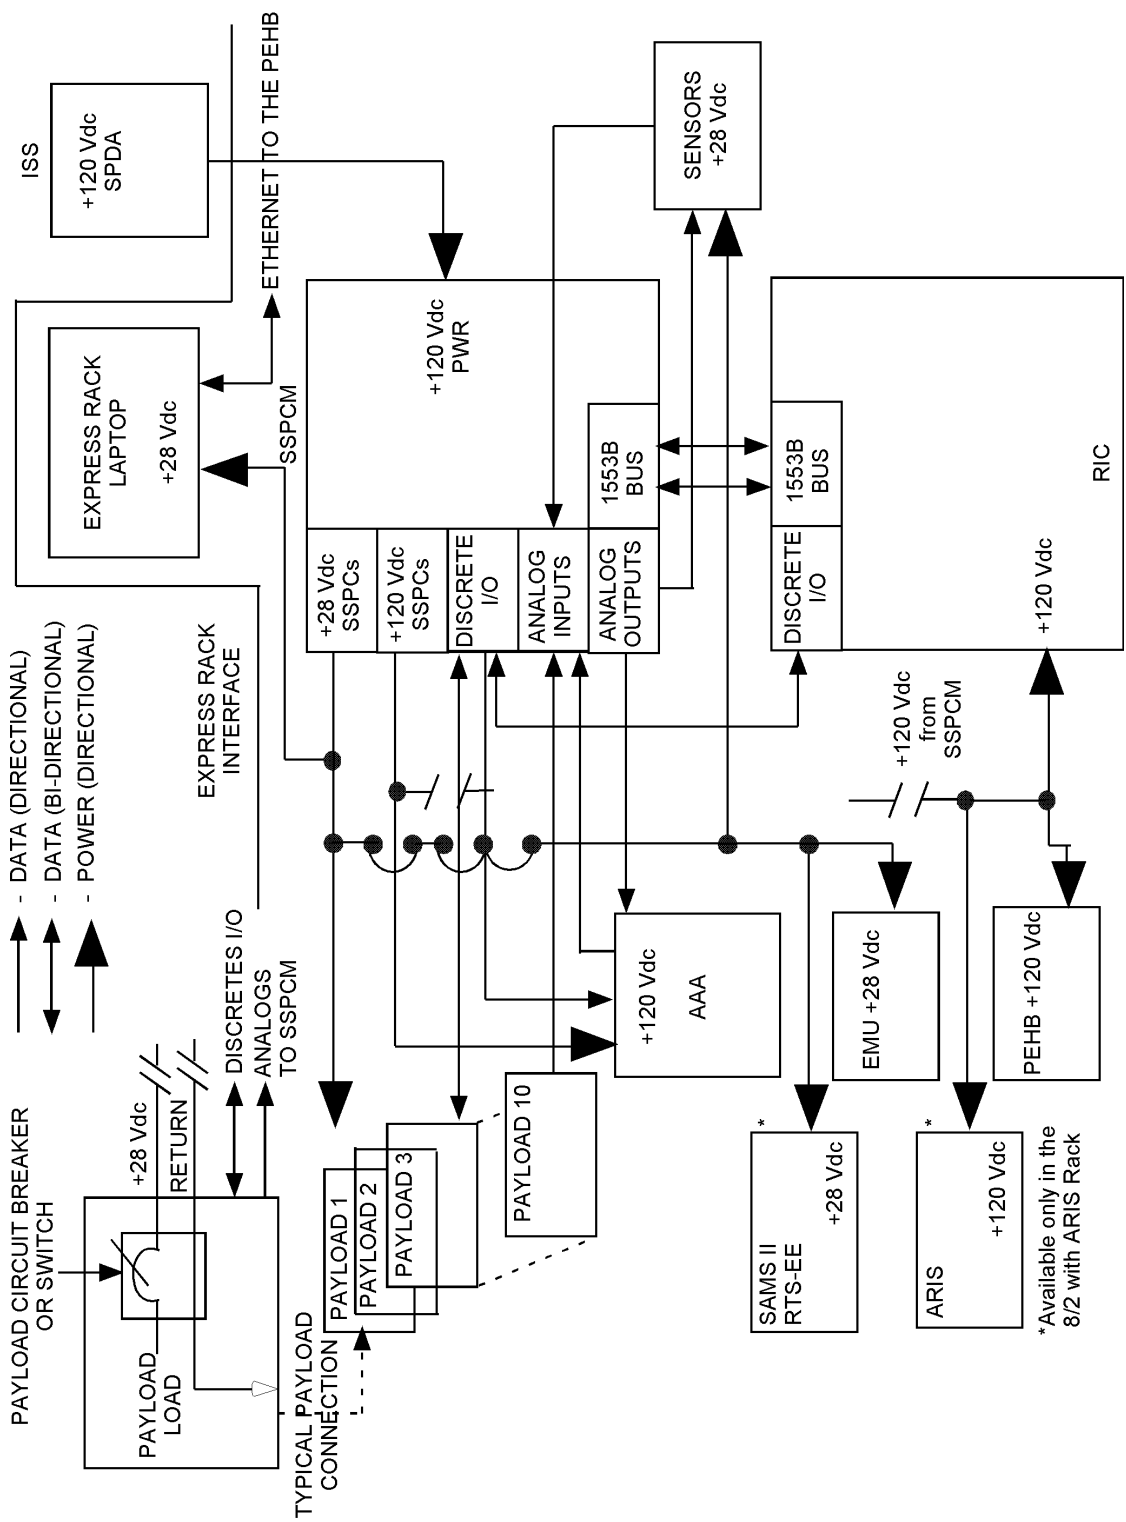 PAYLOAD CIRCUIT BREAKER
OR SWITCH
PAYLOAD
LOAD
+28 Vdc
RETURN
DISCRETES I/O
ANALOGS
TO SSPCM
TYPICAL PAYLOAD
CONNECTION
- DATA (DIRECTIONAL)
- DATA (BI-DIRECTIONAL)
- POWER (DIRECTIONAL)
EXPRESS RACK
INTERFACE
EXPRESS RACK
LAPTOP
+28 Vdc
ISS
+120 Vdc
SPDA
ETHERNET TO THE PEHB
SSPCM
+120 Vdc
PWR
+28 Vdc
SSPCs
+120 Vdc
SSPCs
DISCRETE
I/O
ANALOG
INPUTS
ANALOG
OUTPUTS
1553B
BUS
SENSORS
+28 Vdc
PAYLOAD 1
PAYLOAD 2
PAYLOAD 3
PAYLOAD 10
+120 Vdc
AAA
DISCRETE
I/O
1553B
BUS
RIC
+120 Vdc
+120 Vdc
from
SSPCM
EMU +28 Vdc
PEHB +120 Vdc
*
SAMS II
RTS-EE
+28 Vdc
*
ARIS
+120 Vdc
*Available only in the
8/2 with ARIS Rack